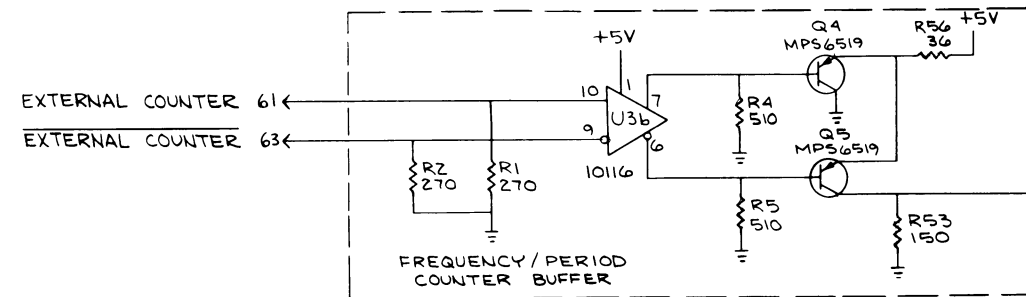 Q4
MPS6519
R56
36
+5V
+5V
EXTERNAL COUNTER 61
10
1
7
U3b
R4
510
EXTERNAL COUNTER 63
9
6
Q5
MPS6519
10116
R2
270
R1
270
R5
510
R53
150
FREQUENCY/PERIOD
COUNTER BUFFER